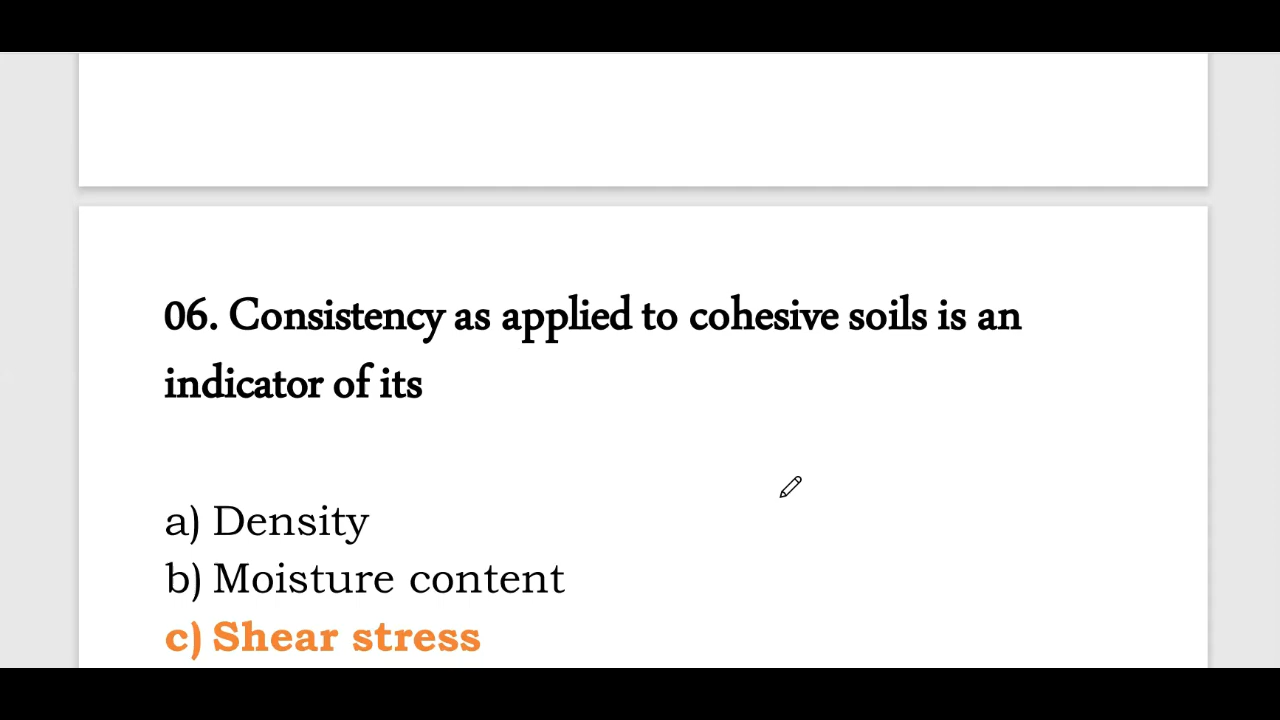 06. Consistency as applied to cohesive soils is an
indicator of its
a) Density
b) Moisture content
c) Shear stress